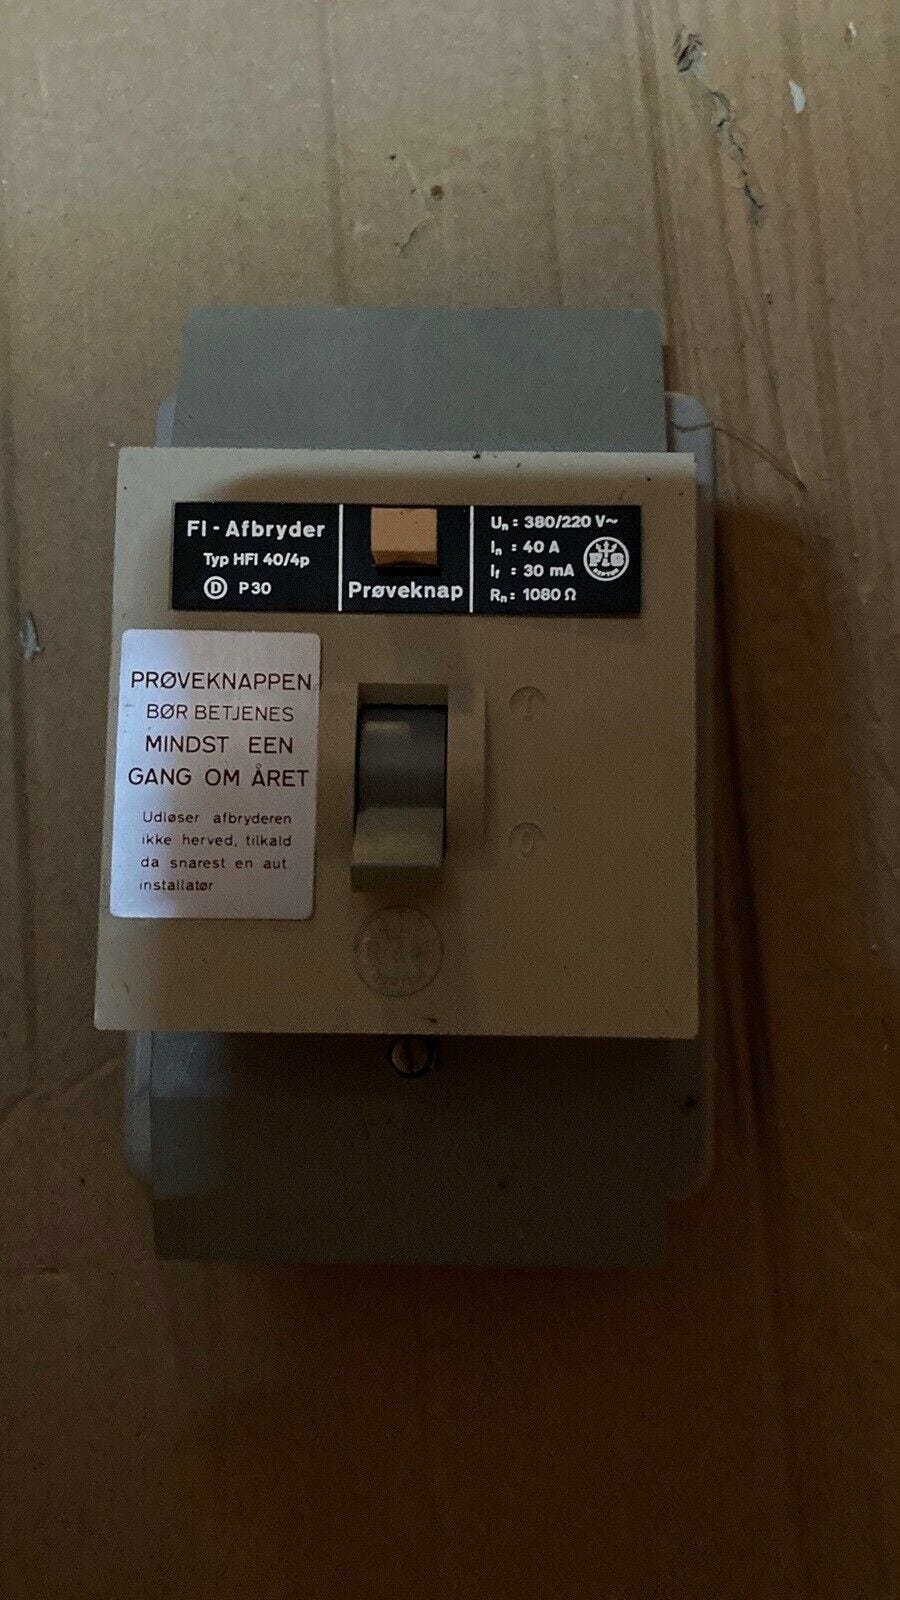 FI - Afbryder
Typ HFI 40/4p
D P30
Prøveknap
Un : 380/220 V~
In : 40 A
If : 30 mA
Rn : 1080 Ω
PRØVEKNAPPEN
BØR BETJENES
MINDST EEN
GANG OM ÅRET
Udløser afbryderen
ikke herved, tilkald
da snarest en aut.
installatør
I
O